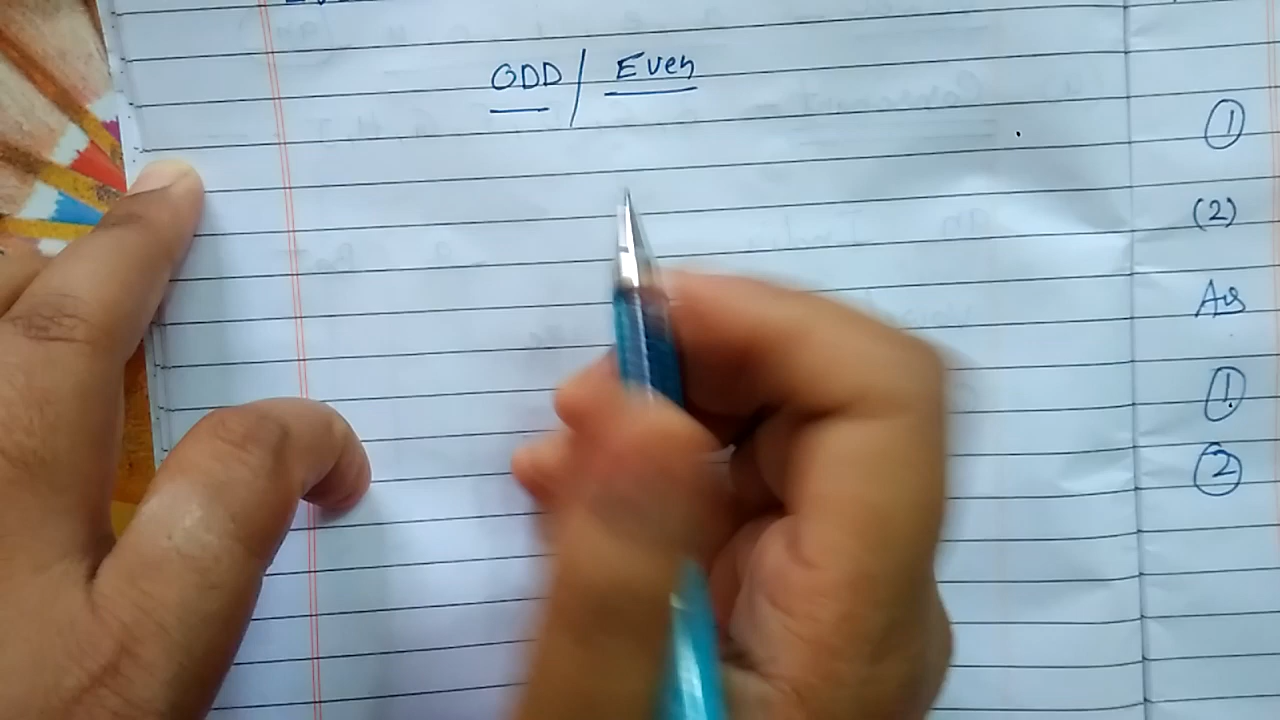 ODD / Even
①
(2)
As
①
②